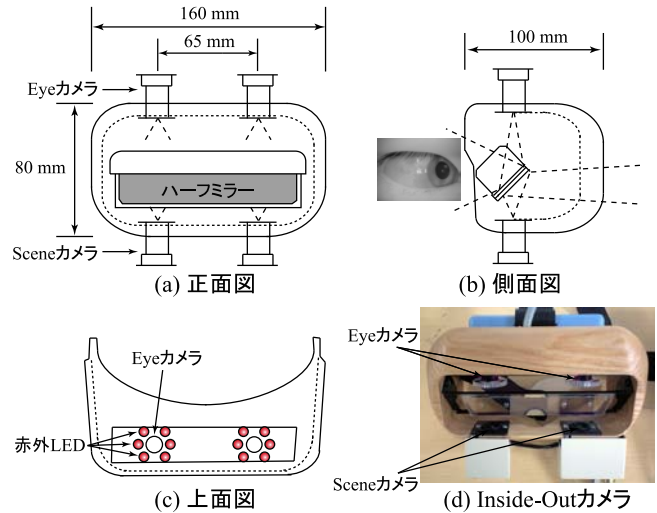 160 mm
65 mm
Eyeカメラ
80 mm
ハーフミラー
Sceneカメラ
(a) 正面図
100 mm
(b) 側面図
Eyeカメラ
赤外LED
(c) 上面図
Eyeカメラ
Sceneカメラ
(d) Inside-Outカメラ